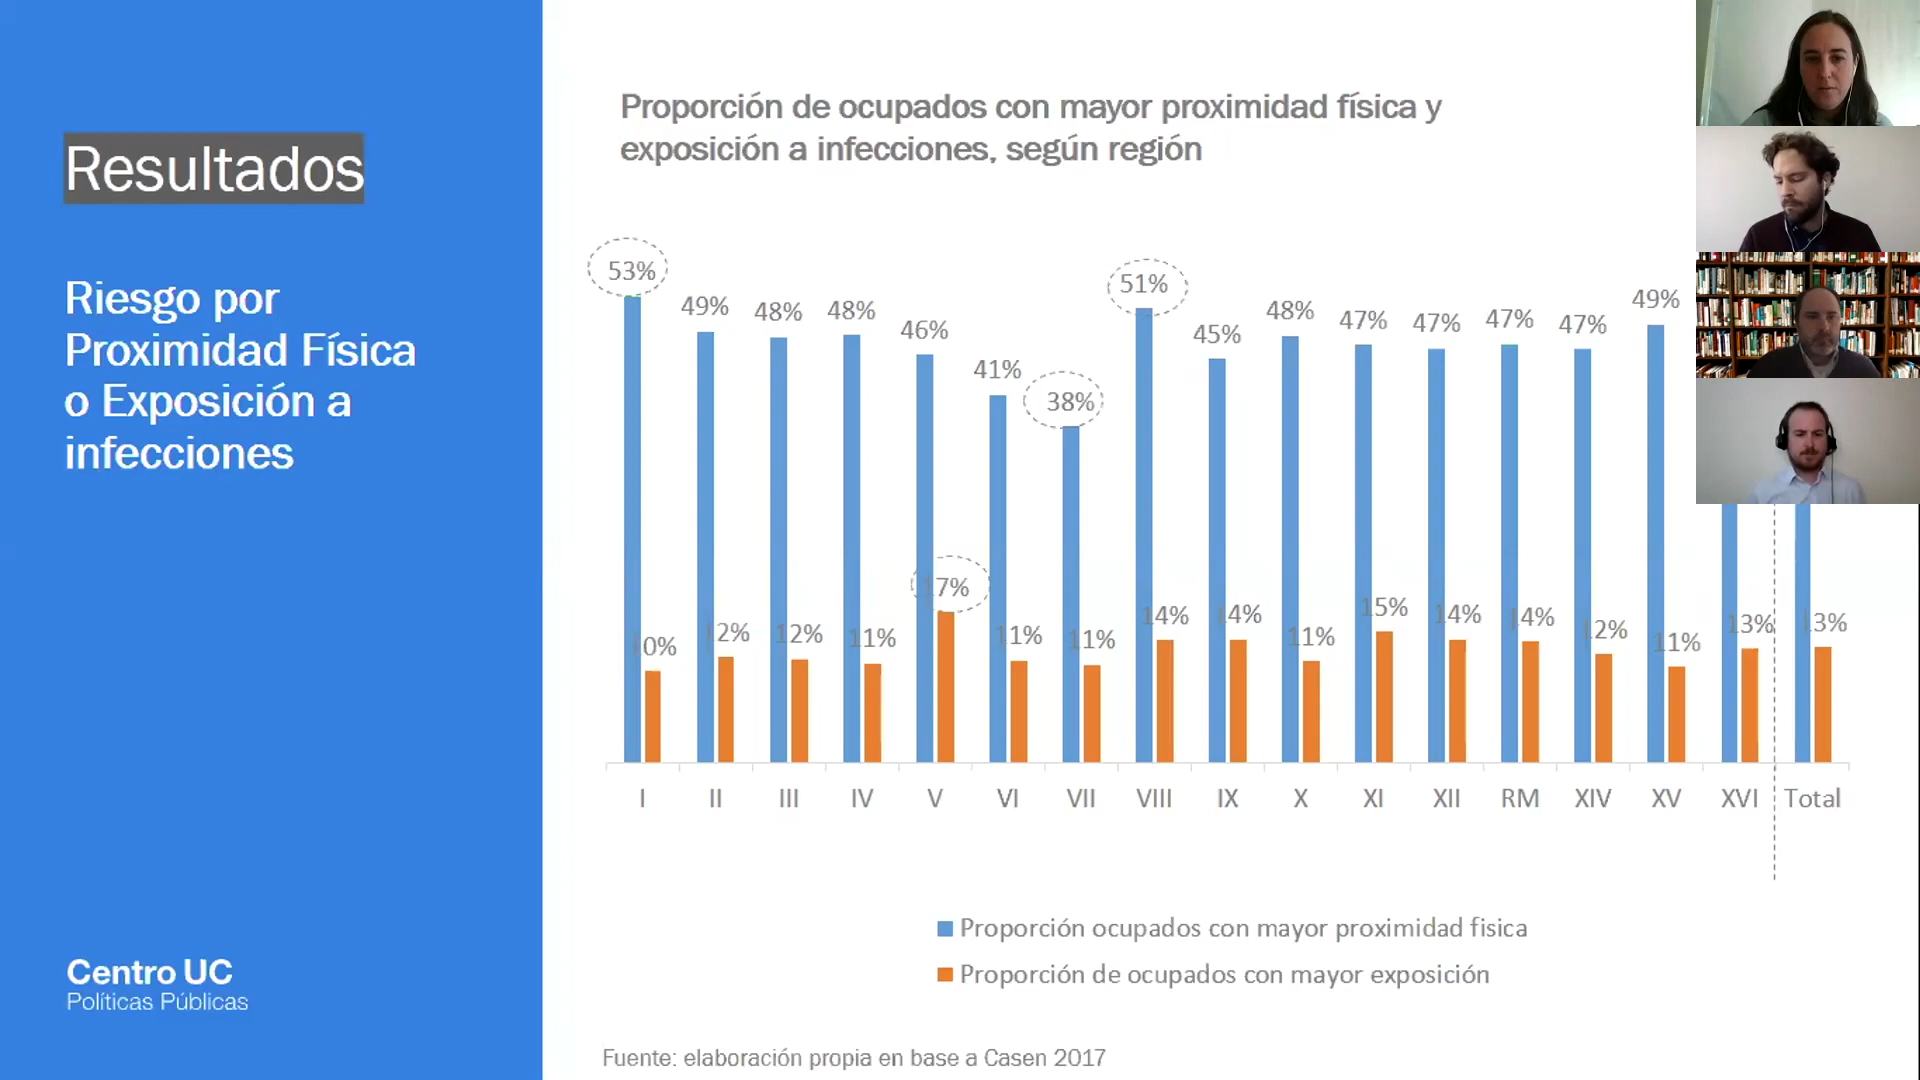 Resultados
Riesgo por
Proximidad Física
o Exposición a
infecciones
Centro UC
Políticas Públicas
Proporción de ocupados con mayor proximidad física y
exposición a infecciones, según región
53%
49%
48%
48%
46%
41%
38%
51%
45%
48%
47%
47%
47%
47%
49%
10%
12%
12%
11%
17%
11%
11%
14%
14%
11%
15%
14%
14%
12%
11%
13%
13%
I II III IV V VI VII VIII IX X XI XII RM XIV XV XVI Total
Proporción ocupados con mayor proximidad fisica
Proporción de ocupados con mayor exposición
Fuente: elaboración propia en base a Casen 2017